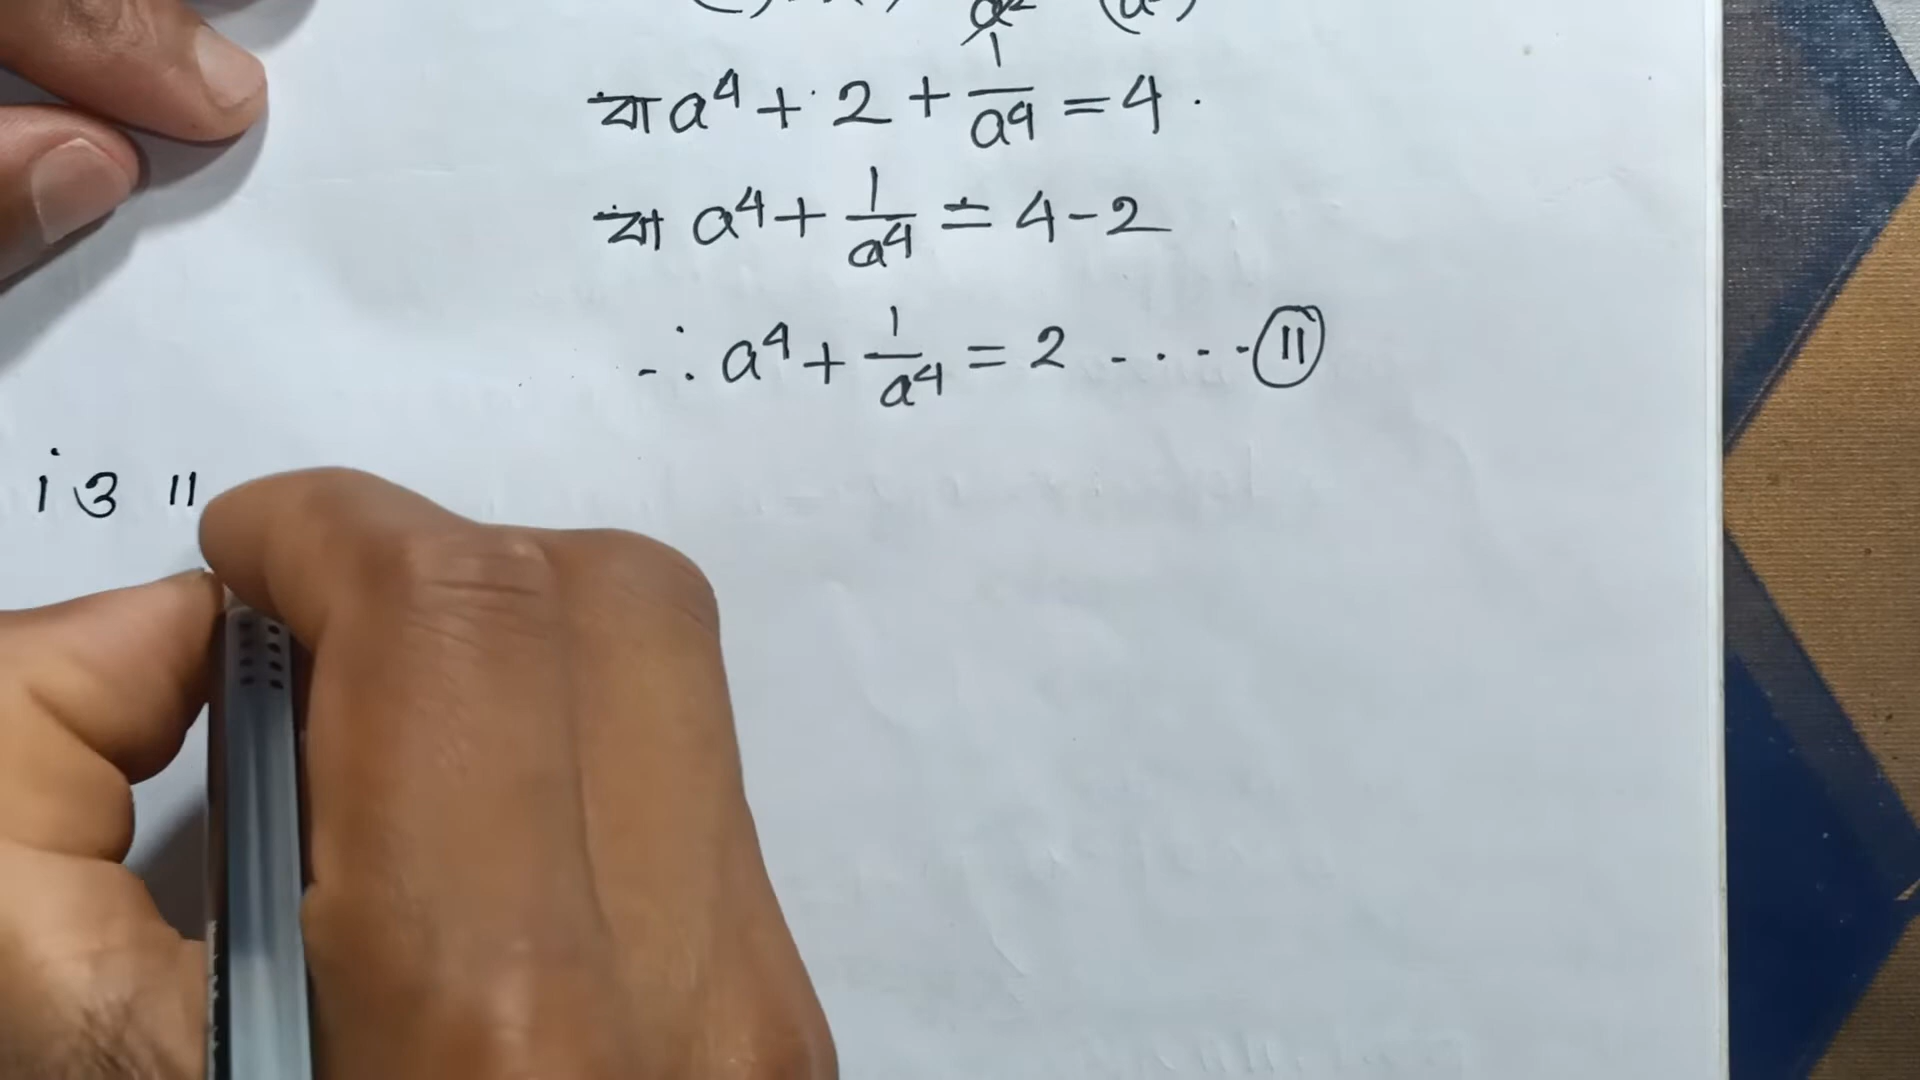 বা a⁴ + 2 + 1/a⁴ = 4
বা a⁴ + 1/a⁴ = 4 - 2
∴ a⁴ + 1/a⁴ = 2 ---- (II)
i ও II